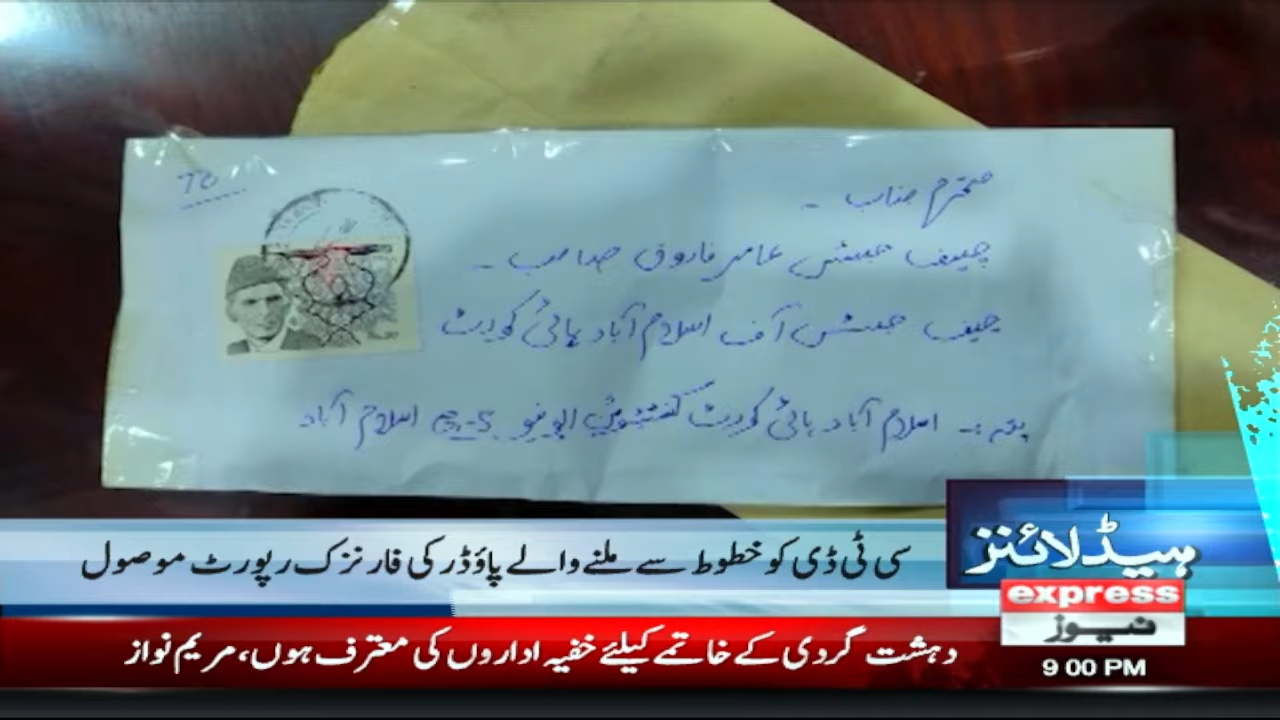 70
محترم جناب ۔
چیف جسٹس عامر فاروق صاحب ۔
چیف جسٹس آف اسلام آباد ہائی کورٹ
پتہ :۔ اسلام آباد ہائی کورٹ ایونیو G-5 اسلام آباد
ہیڈلائنز
سی ٹی ڈی کو خطوط سے ملنے والے پاؤڈر کی فارنزک رپورٹ موصول
express
نیوز
دہشت گردی کے خاتمے کیلئے خفیہ اداروں کی معترف ہوں، مریم نواز
9:00 PM